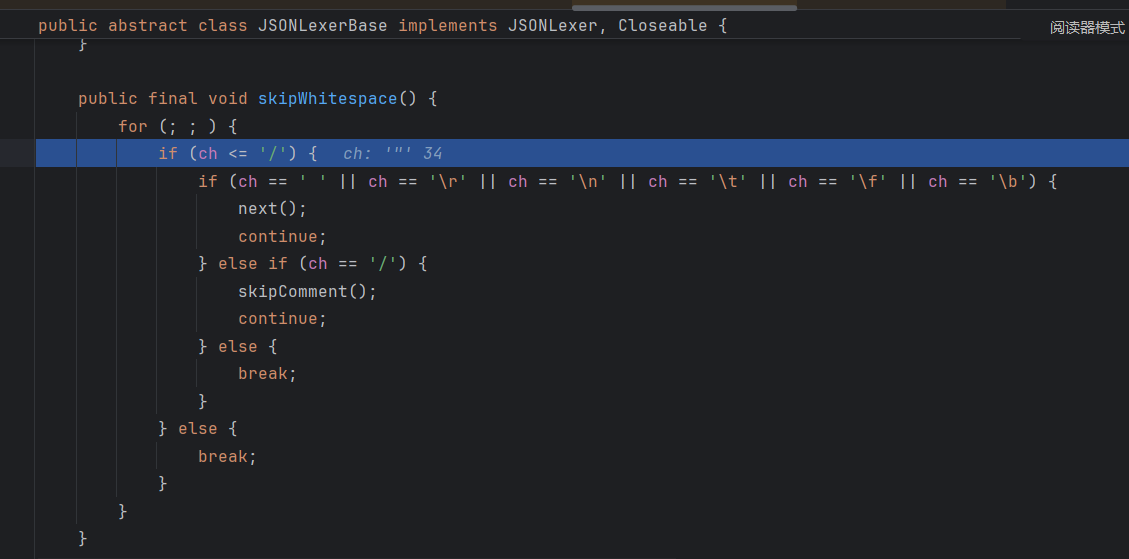 public abstract class JSONLexerBase implements JSONLexer, Closeable {
阅读器模式
}
public final void skipWhitespace() {
for (; ; ) {
if (ch <= '/') { ch: '"' 34
if (ch == ' ' || ch == '\r' || ch == '\n' || ch == '\t' || ch == '\f' || ch == '\b') {
next();
continue;
} else if (ch == '/') {
skipComment();
continue;
} else {
break;
}
} else {
break;
}
}
}